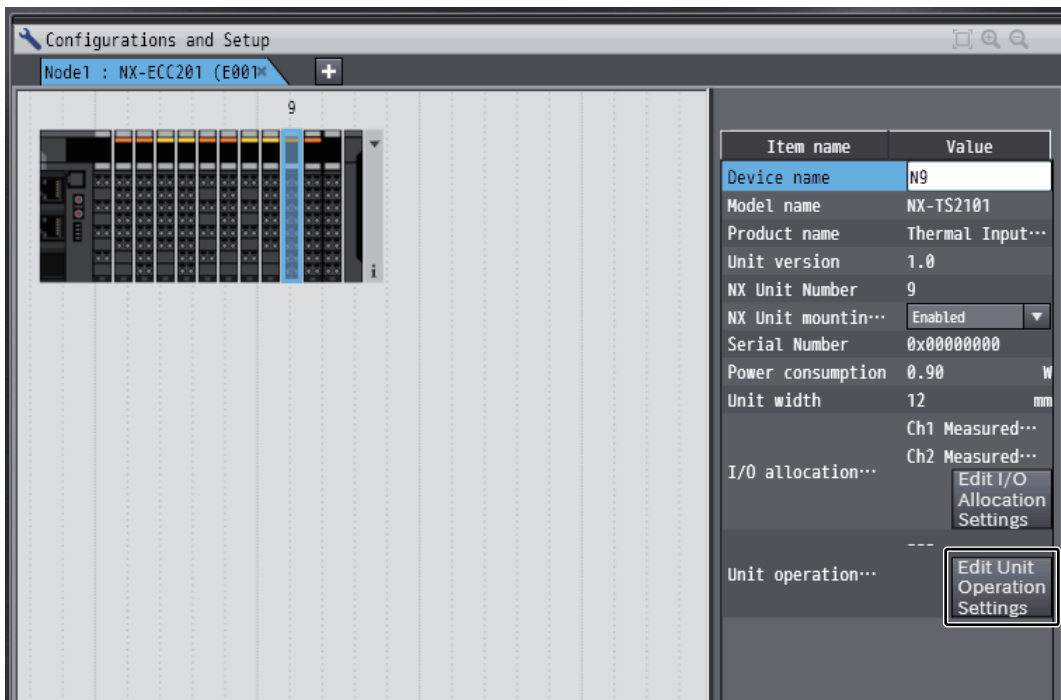 Configurations and Setup
Node1 : NX-ECC201 (E001
9
Item name Value
Device name N9
Model name NX-TS2101
Product name Thermal Input…
Unit version 1.0
NX Unit Number 9
NX Unit mountin… Enabled
Serial Number 0x00000000
Power consumption 0.90 W
Unit width 12 mm
Ch1 Measured…
Ch2 Measured…
I/O allocation…
Edit I/O
Allocation
Settings
---
Unit operation…
Edit Unit
Operation
Settings
i